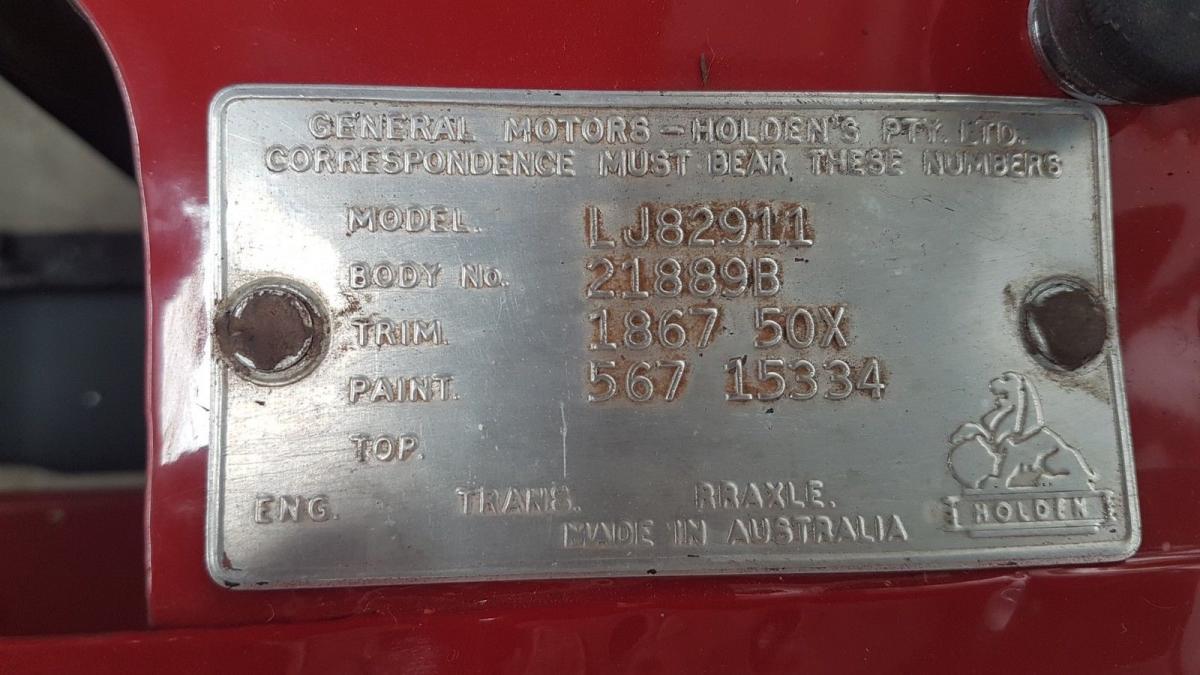 GENERAL MOTORS - HOLDEN'S PTY. LTD.
CORRESPONDENCE MUST BEAR THESE NUMBERS
MODEL. LJ82911
BODY No. 21889B
TRIM. 1867 50X
PAINT. 567 15334
TOP.
ENG. TRANS. RRAXLE.
MADE IN AUSTRALIA
HOLDEN